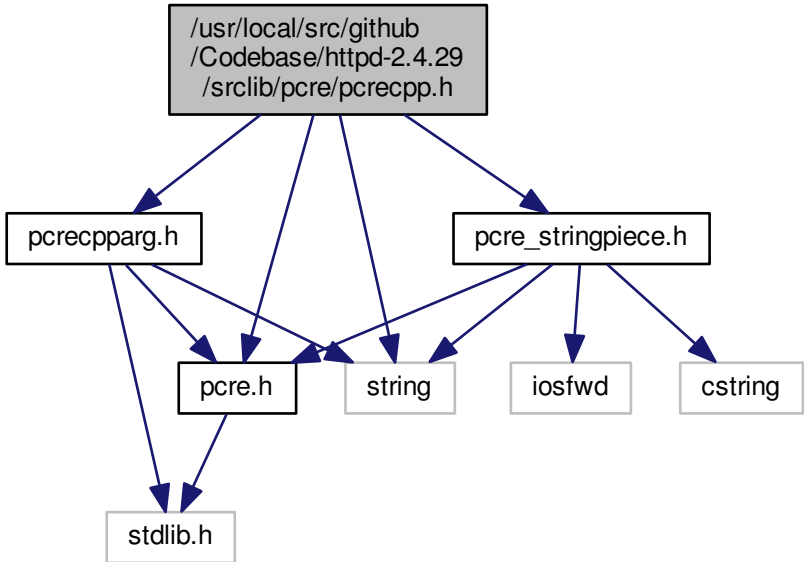 /usr/local/src/github
/Codebase/httpd-2.4.29
/srclib/pcre/pcrecpp.h
pcrecpparg.h
pcre_stringpiece.h
pcre.h
string
iosfwd
cstring
stdlib.h